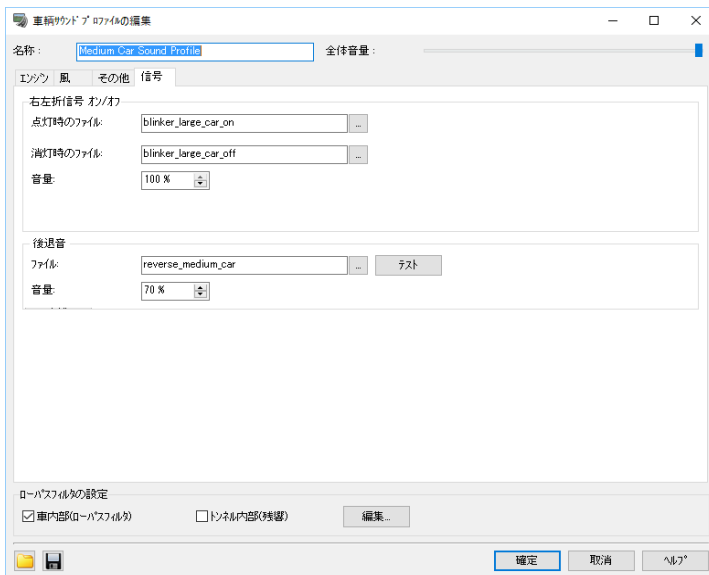 車輌サウンド プロファイルの編集
名称： Medium Car Sound Profile 全体音量：
エンジン 風 その他 信号
右左折信号 オン/オフ
点灯時のファイル: blinker_large_car_on ...
消灯時のファイル: blinker_large_car_off ...
音量: 100 %
後退音
ファイル: reverse_medium_car ... テスト
音量: 70 %
ローパスフィルタの設定
車内部(ローパスフィルタ) トンネル内部(残響) 編集...
確定 取消 ヘルプ